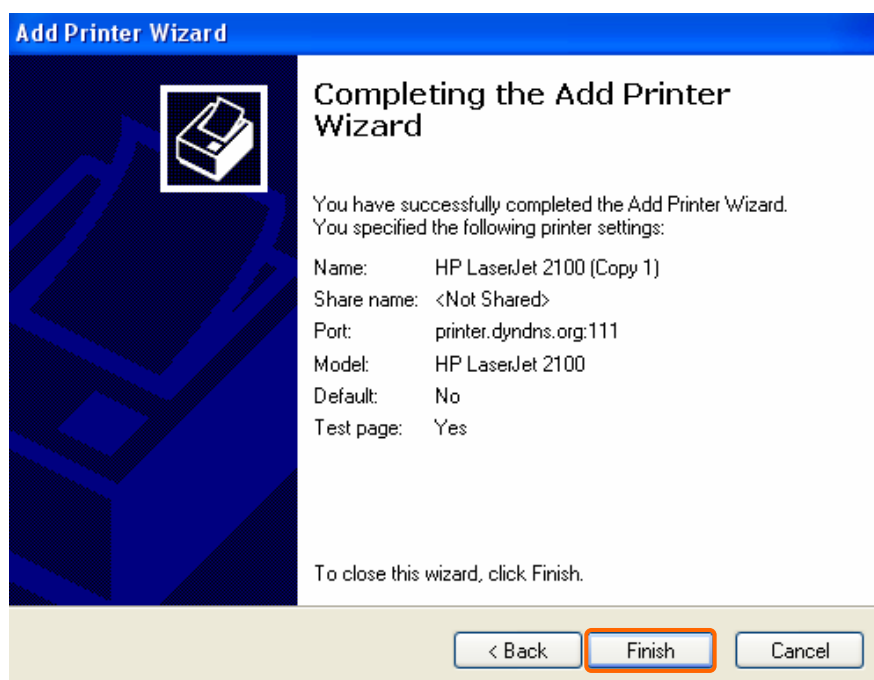 Add Printer Wizard
Completing the Add Printer
Wizard
You have successfully completed the Add Printer Wizard.
You specified the following printer settings:
Name: HP LaserJet 2100 (Copy 1)
Share name: <Not Shared>
Port: printer.dyndns.org:111
Model: HP LaserJet 2100
Default: No
Test page: Yes
To close this wizard, click Finish.
< Back Finish Cancel